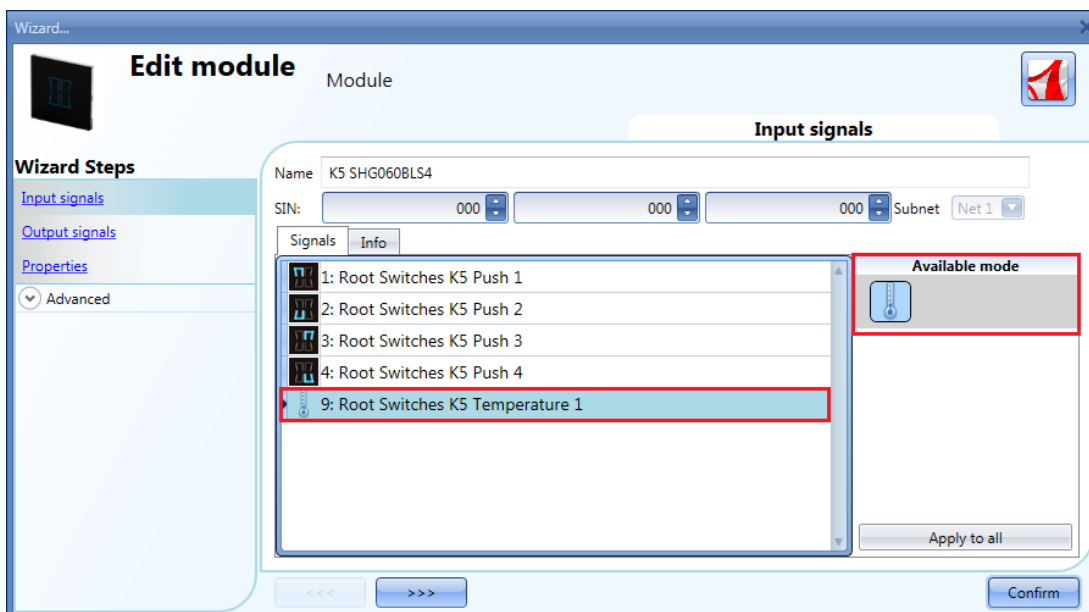 Wizard...
Edit module
Module
Input signals
Wizard Steps
Input signals
Output signals
Properties
Advanced
Name K5 SHG060BLS4
SIN: 000 000 000 Subnet Net 1
Signals Info
1: Root Switches K5 Push 1
2: Root Switches K5 Push 2
3: Root Switches K5 Push 3
4: Root Switches K5 Push 4
9: Root Switches K5 Temperature 1
Available mode
Apply to all
<<< >>> Confirm